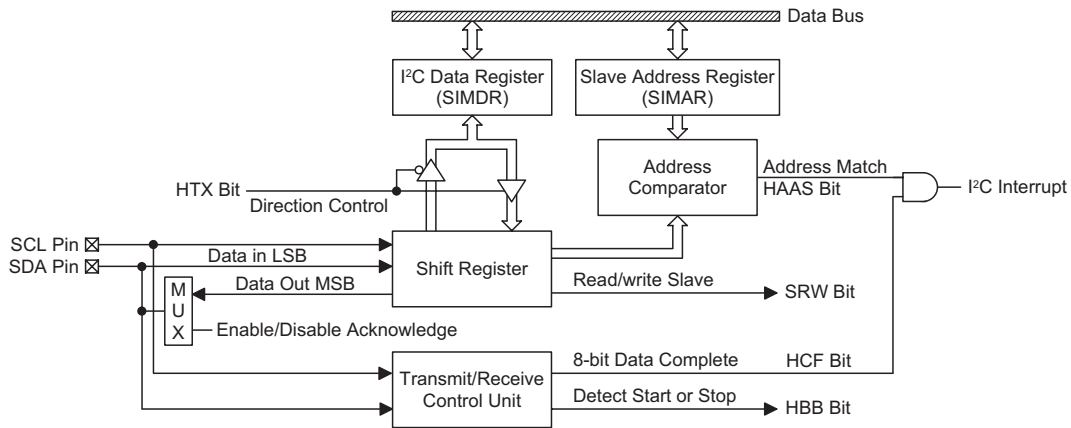 Data Bus
I²C Data Register
(SIMDR)
Slave Address Register
(SIMAR)
HTX Bit
Direction Control
Address
Comparator
Address Match
HAAS Bit
I²C Interrupt
SCL Pin
SDA Pin
Data in LSB
Shift Register
Data Out MSB
Read/write Slave
SRW Bit
M
U
X
Enable/Disable Acknowledge
Transmit/Receive
Control Unit
8-bit Data Complete
HCF Bit
Detect Start or Stop
HBB Bit